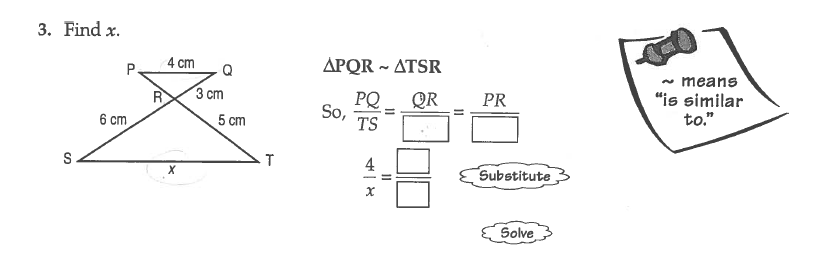 3. Find x.
P 4 cm Q
R 3 cm
6 cm 5 cm
S x T
ΔPQR ~ ΔTSR
So, PQ/TS = QR/ = PR/
4/x =
Substitute
Solve
~ means
"is similar
to."